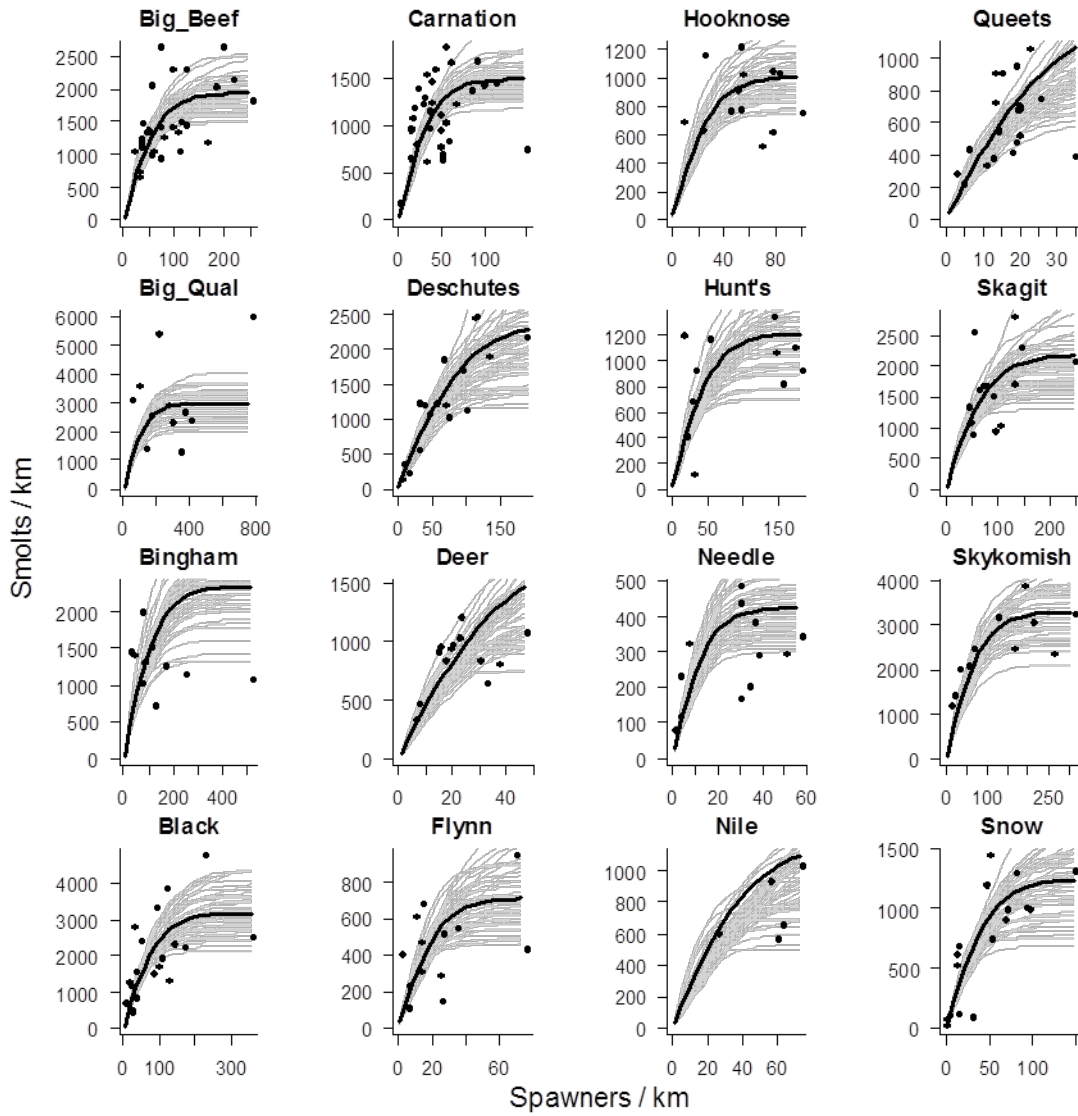 Big_Beef Carnation Hooknose Queets
2500 1200 1000
2000 1500 1000 800
1500 1000 800 600
1000 600 400
500 500 400 200
0 0 200 0
0
0 100 200 0 50 100 0 40 80 0 10 20 30
Big_Qual Deschutes Hunt's Skagit
6000 2500 1200 2500
5000 2000 1000 2000
4000 1500 800 1500
3000 1000 600 1000
2000 500 400 500
1000 0 200 0
0 0
0 400 800 0 50 150 0 50 150 0 100 200
Bingham Deer Needle Skykomish
2000 1500 500 4000
1500 1000 400 3000
1000 500 300 2000
500 0 200 1000
0 100 0
0
0 200 400 0 20 40 0 20 40 60 0 100 250
Black Flynn Nile Snow
4000 800 1000 1500
3000 600 800 1000
2000 400 600 500
1000 200 400 0
0 0 200
0
0 100 300 0 20 60 0 20 40 60 0 50 150
Smolts / km
Spawners / km